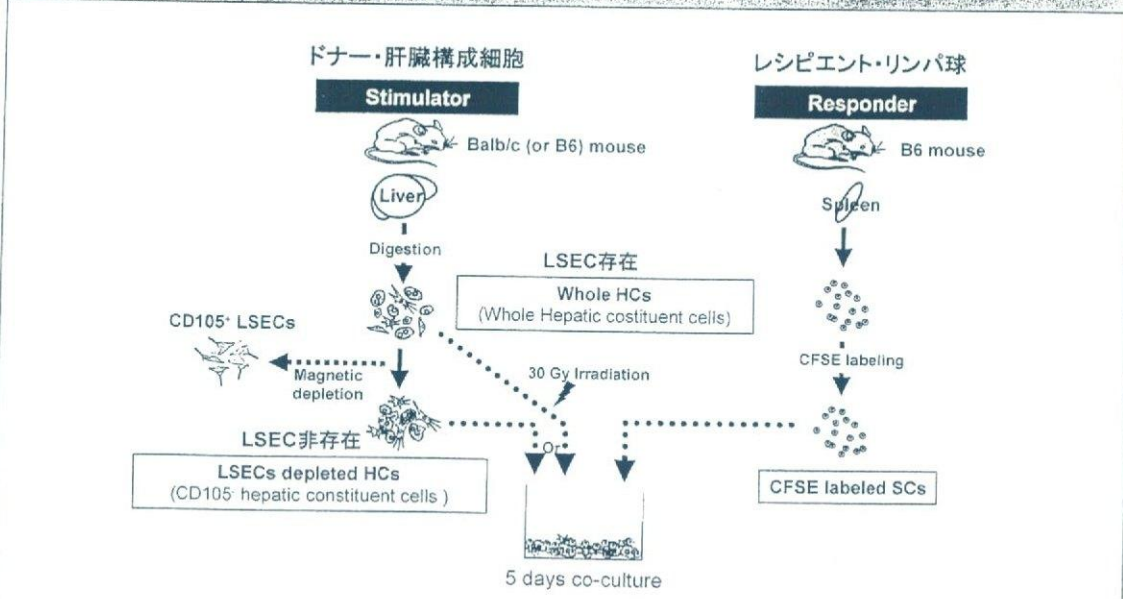 ドナー・肝臓構成細胞
Stimulator
Balb/c (or B6) mouse
Liver
Digestion
レシピエント・リンパ球
Responder
B6 mouse
Spleen
LSEC存在
Whole HCs
(Whole Hepatic costituent cells)
CD105+ LSECs
Magnetic
depletion
30 Gy Irradiation
CFSE labeling
LSEC非存在
LSECs depleted HCs
(CD105- hepatic constituent cells )
Or
CFSE labeled SCs
5 days co-culture